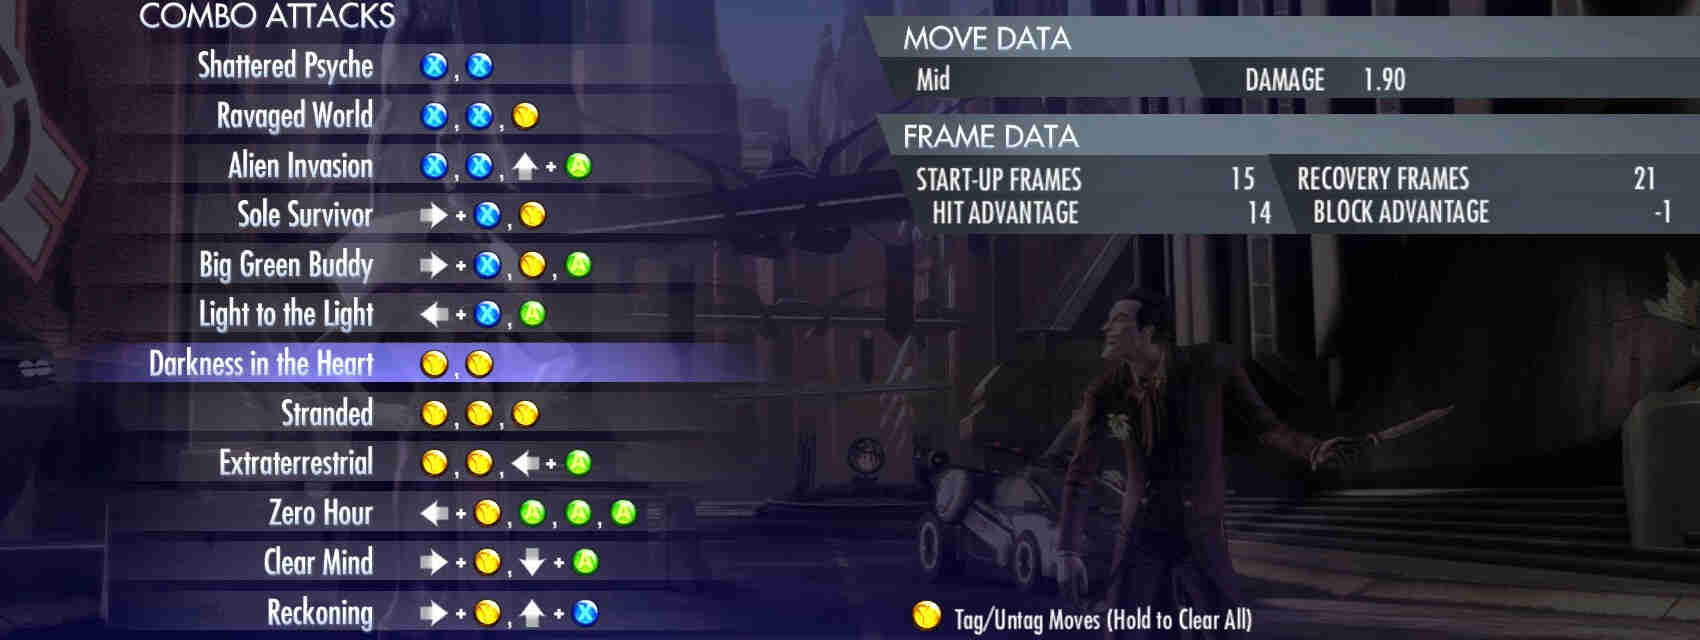 COMBO ATTACKS
Shattered Psyche X , X
Ravaged World X , X , Y
Alien Invasion X , X , + A
Sole Survivor + X , Y
Big Green Buddy + X , Y , A
Light to the Light + X , A
Darkness in the Heart Y , Y
Stranded Y , Y , Y
Extraterrestrial Y , Y , + A
Zero Hour + Y , A , A , A
Clear Mind + Y , + A
Reckoning + Y , + X
MOVE DATA
Mid DAMAGE 1.90
FRAME DATA
START-UP FRAMES 15 RECOVERY FRAMES 21
HIT ADVANTAGE 14 BLOCK ADVANTAGE -1
Y Tag/Untag Moves (Hold to Clear All)